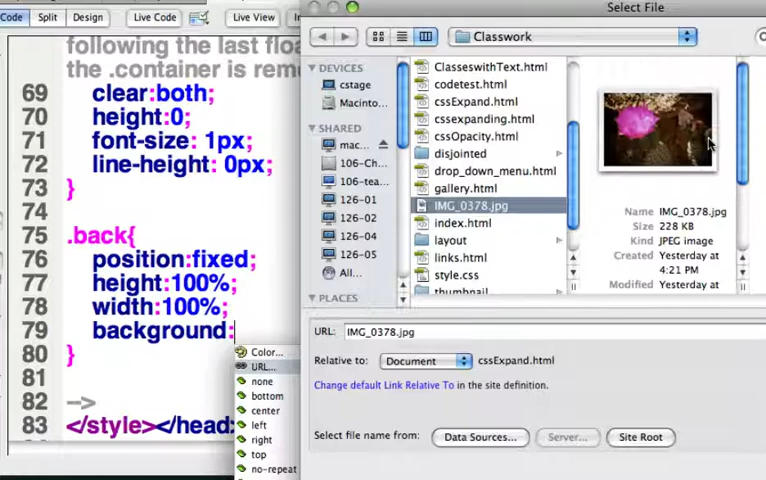 Code
Split
Design
Live Code
Live View
Select File
Classwork
following the last floa
the .container is rem
69 clear:both;
70 height:0;
71 font-size: 1px;
72 line-height: 0px;
73 }
74
75 .back{
76 position:fixed;
77 height:100%;
78 width:100%;
79 background:
80 }
81
82 -->
83 </style></head>
Color...
URL...
none
bottom
center
left
right
top
no-repeat
DEVICES
cstage
Macinto...
SHARED
mac...
106-Ch...
106-tea...
126-01
126-02
126-04
126-05
All...
PLACES
ClasseswithText.html
codetest.html
cssExpand.html
cssexpanding.html
cssOpacity.html
disjointed
drop_down_menu.html
gallery.html
IMG_0378.jpg
index.html
layout
links.html
style.css
thumbnail
Name IMG_0378.jpg
Size 228 KB
Kind JPEG image
Created Yesterday at
4:21 PM
Modified Yesterday at
URL: IMG_0378.jpg
Relative to: Document cssExpand.html
Change default Link Relative To in the site definition.
Select file name from: Data Sources... Server... Site Root